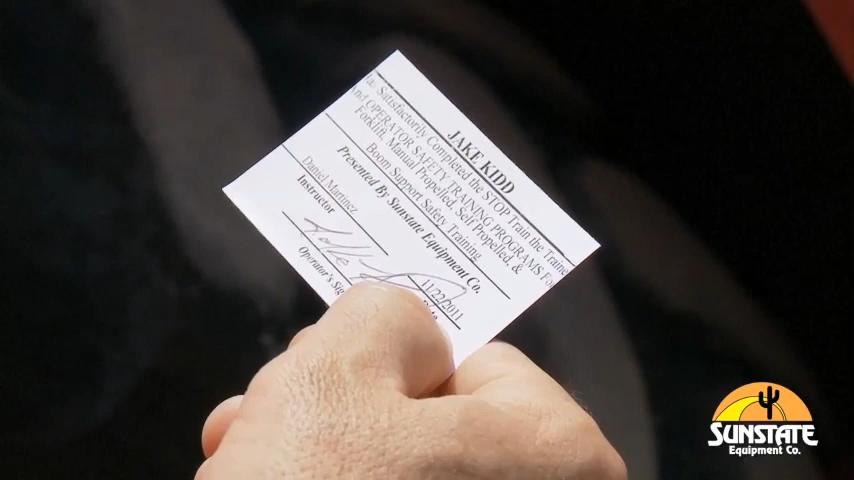 JAKE KIDD
Has Satisfactorily Completed the STOP Train the Trainer
And OPERATOR SAFETY TRAINING PROGRAMS For
Forklift, Manual Propelled, Self Propelled, &
Boom Support Safety Training
Presented By Sunstate Equipment Co.
Daniel Martinez
Instructor
11/22/2011
Operator's Sig
SUNSTATE
Equipment Co.